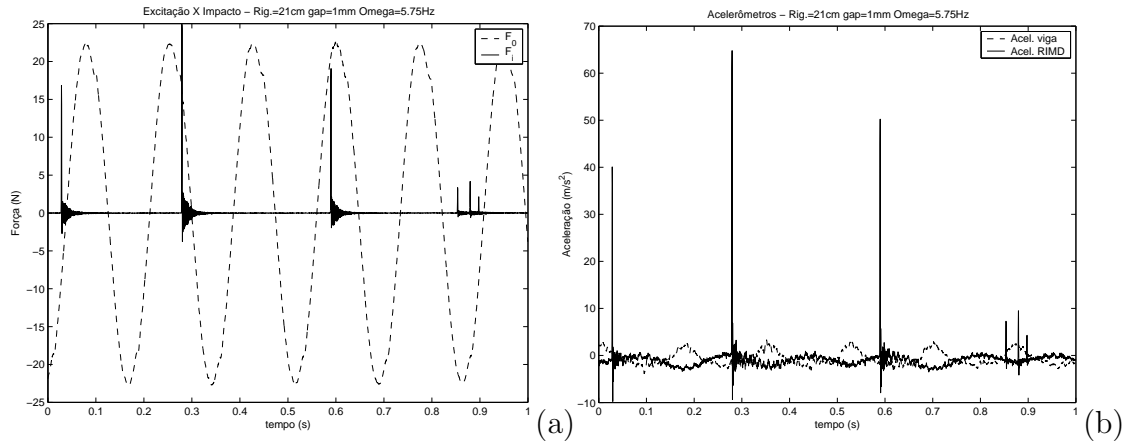 Excitação X Impacto − Rig.=21cm gap=1mm Omega=5.75Hz
F_0
F_i
Força (N)
25
20
15
10
5
0
−5
−10
−15
−20
−25
0 0.1 0.2 0.3 0.4 0.5 0.6 0.7 0.8 0.9 1
tempo (s)
(a)
Acelerômetros − Rig.=21cm gap=1mm Omega=5.75Hz
Acel. viga
Acel. RIMD
Aceleração (m/s²)
70
60
50
40
30
20
10
0
−10
0 0.1 0.2 0.3 0.4 0.5 0.6 0.7 0.8 0.9 1
tempo (s)
(b)